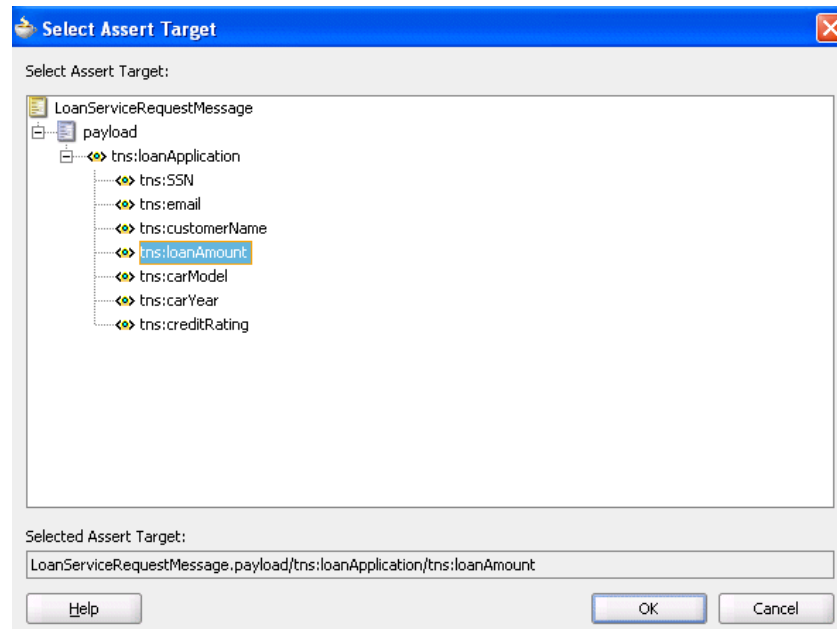 Select Assert Target
Select Assert Target:
LoanServiceRequestMessage
payload
tns:loanApplication
tns:SSN
tns:email
tns:customerName
tns:loanAmount
tns:carModel
tns:carYear
tns:creditRating
Selected Assert Target:
LoanServiceRequestMessage.payload/tns:loanApplication/tns:loanAmount
Help OK Cancel